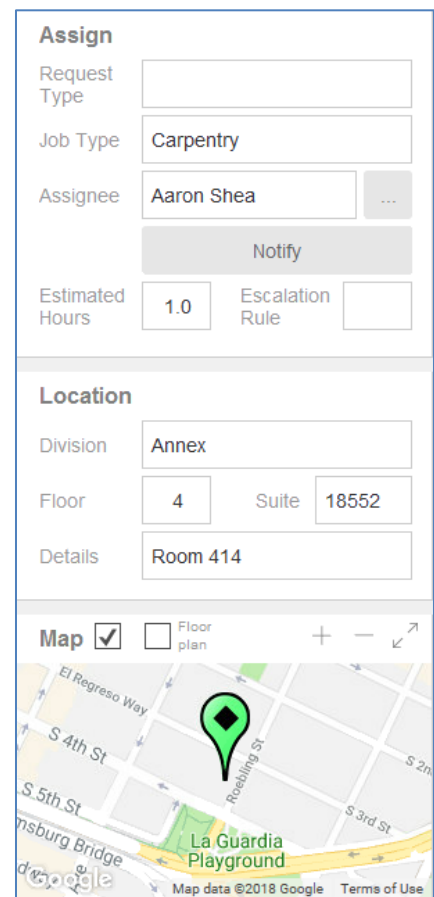 Assign
Request
Type
Job Type Carpentry
Assignee Aaron Shea ...
Notify
Estimated
Hours 1.0 Escalation
Rule
Location
Division Annex
Floor 4 Suite 18552
Details Room 414
Map Floor
plan
El Regreso Way
S 4th St
Roebling St
S 2n
S 5th St
S 3rd St
msburg Bridge
La Guardia
Playground
Google
Map data ©2018 Google Terms of Use